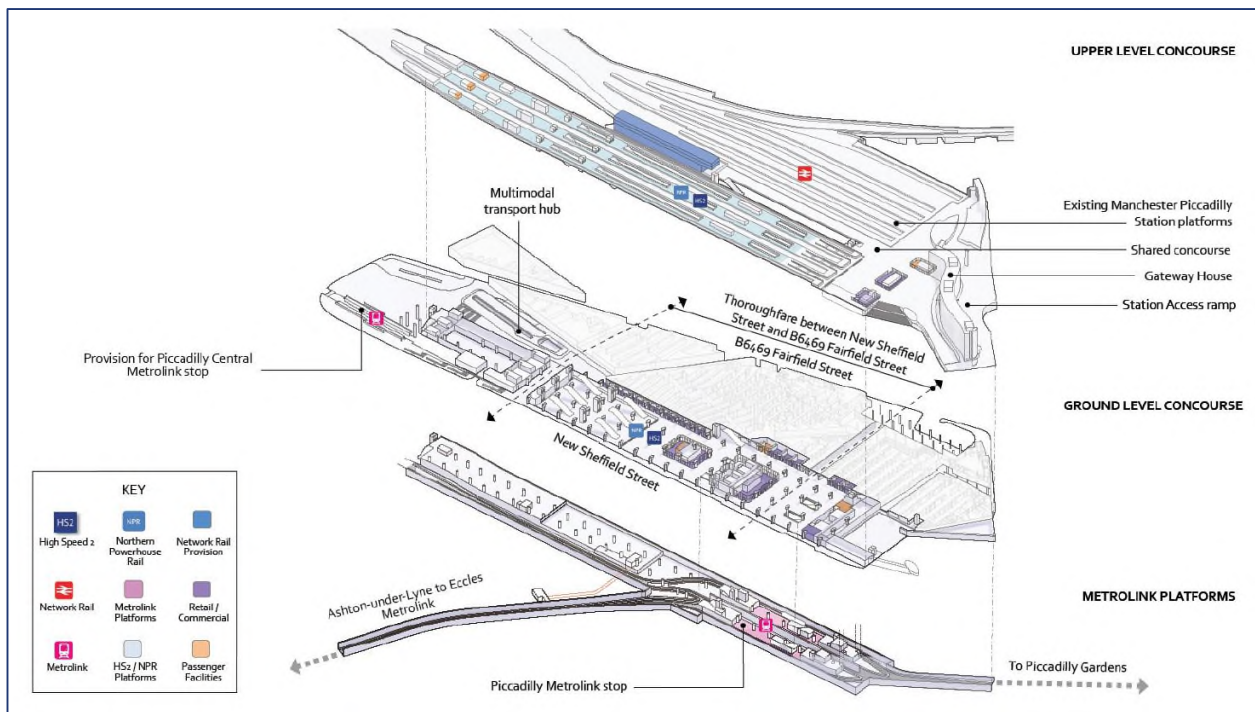 UPPER LEVEL CONCOURSE
NPR
HS2
Multimodal
transport hub
Existing Manchester Piccadilly
Station platforms
Shared concourse
Gateway House
Station Access ramp
Thoroughfare between New Sheffield
Street and B6469 Fairfield Street
B6469 Fairfield Street
Provision for Piccadilly Central
Metrolink stop
GROUND LEVEL CONCOURSE
NPR
HS2
New Sheffield Street
KEY
HS2
High Speed 2
NPR
Northern
Powerhouse
Rail
Network Rail
Provision
Network Rail
Metrolink
Platforms
Retail /
Commercial
Metrolink
HS2 / NPR
Platforms
Passenger
Facilities
Ashton-under-Lyne to Eccles
Metrolink
METROLINK PLATFORMS
To Piccadilly Gardens
Piccadilly Metrolink stop